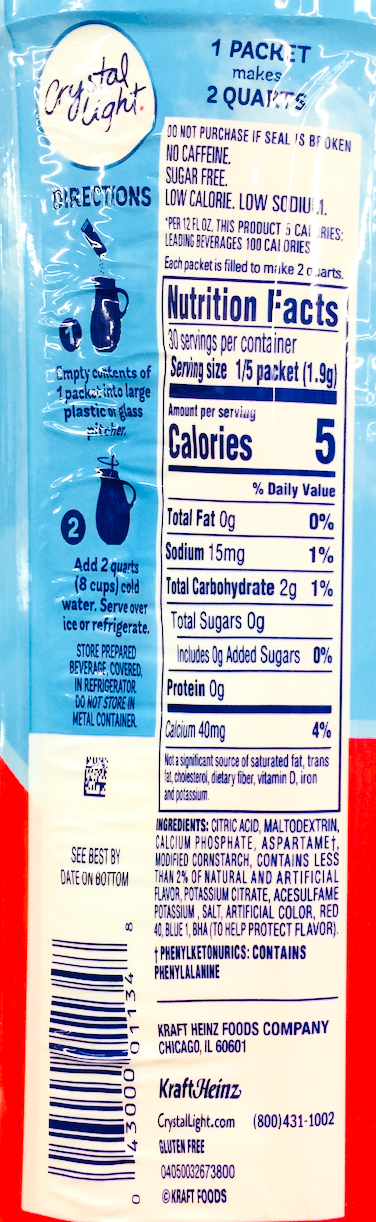 Crystal
Light.
1 PACKET
makes
2 QUARTS
DIRECTIONS
1
Empty contents of
1 packet into large
plastic or glass
pitcher.
2
Add 2 quarts
(8 cups) cold
water. Serve over
ice or refrigerate.
STORE PREPARED
BEVERAGE, COVERED,
IN REFRIGERATOR.
DO NOT STORE IN
METAL CONTAINER.
SEE BEST BY
DATE ON BOTTOM
0 43000 01134 8
DO NOT PURCHASE IF SEAL IS BROKEN
NO CAFFEINE.
SUGAR FREE.
LOW CALORIE. LOW SODIUM.
*PER 12 FL OZ, THIS PRODUCT 5 CALORIES;
LEADING BEVERAGES 100 CALORIES
Each packet is filled to make 2 quarts.
Nutrition Facts
30 servings per container
Serving size 1/5 packet (1.9g)
Amount per serving
Calories 5
% Daily Value
Total Fat 0g 0%
Sodium 15mg 1%
Total Carbohydrate 2g 1%
Total Sugars 0g
Includes 0g Added Sugars 0%
Protein 0g
Calcium 40mg 4%
Not a significant source of saturated fat, trans
fat, cholesterol, dietary fiber, vitamin D, iron
and potassium.
INGREDIENTS: CITRIC ACID, MALTODEXTRIN,
CALCIUM PHOSPHATE, ASPARTAME†,
MODIFIED CORNSTARCH, CONTAINS LESS
THAN 2% OF NATURAL AND ARTIFICIAL
FLAVOR, POTASSIUM CITRATE, ACESULFAME
POTASSIUM, SALT, ARTIFICIAL COLOR, RED
40, BLUE 1, BHA (TO HELP PROTECT FLAVOR).
† PHENYLKETONURICS: CONTAINS
PHENYLALANINE
KRAFT HEINZ FOODS COMPANY
CHICAGO, IL 60601
KraftHeinz
CrystalLight.com (800)431-1002
GLUTEN FREE
04050032673800
©KRAFT FOODS